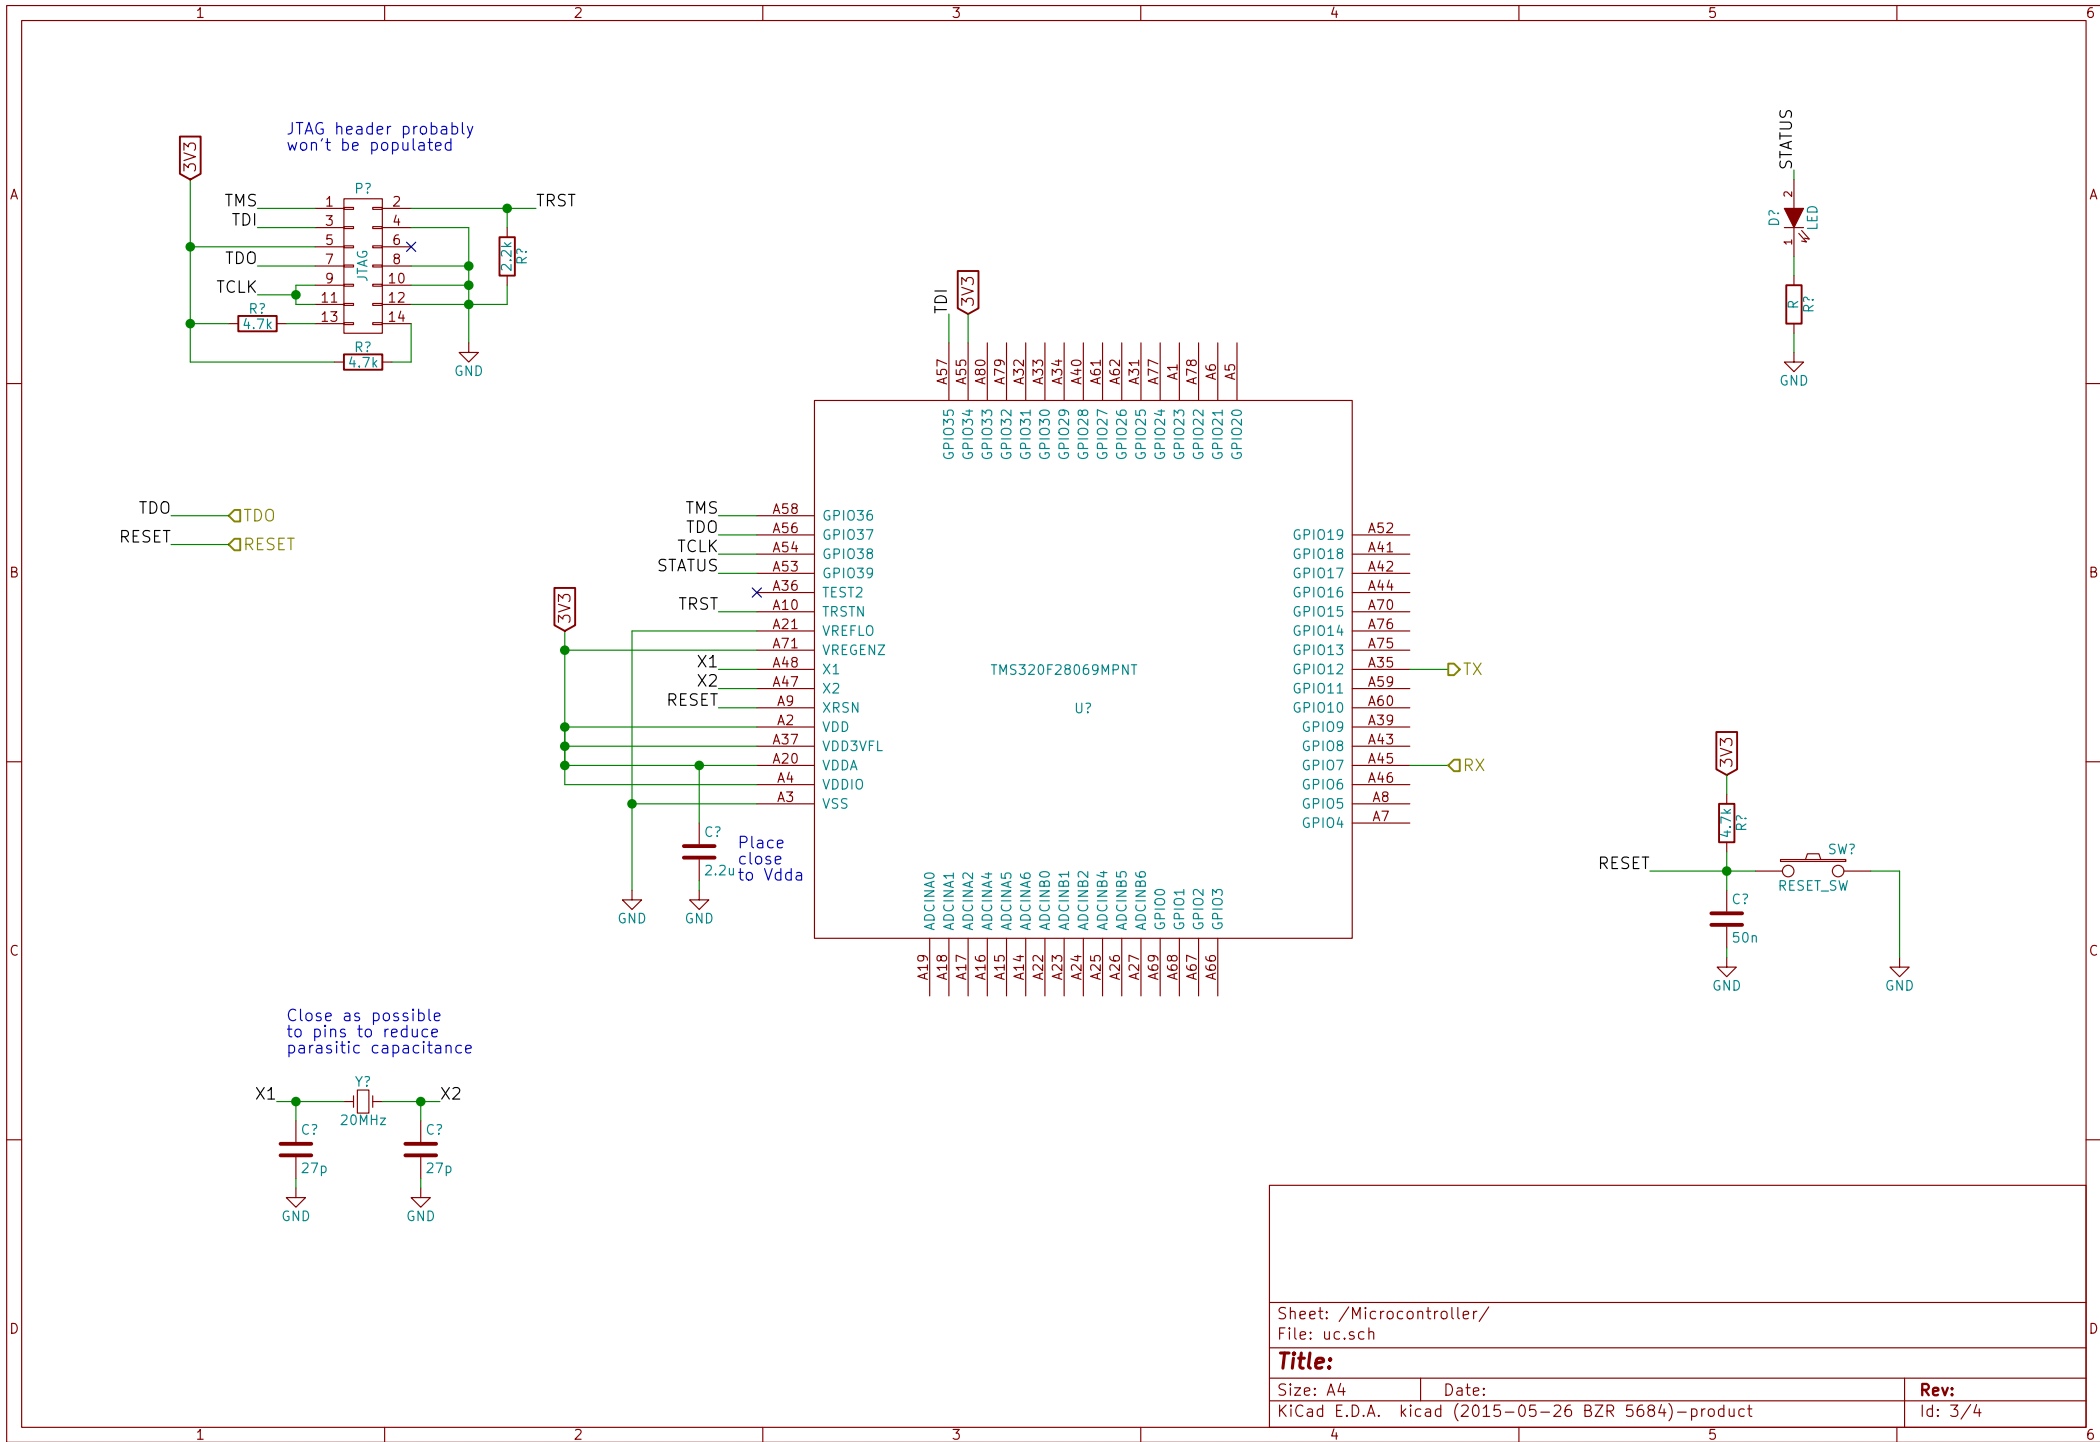 1 2 3 4 5 6
A
B
C
D
A
B
C
D
1 2 3 4 5 6
JTAG header probably
won't be populated
3V3
P?
JTAG
TMS 1 2 TRST
TDI 3 4
5 6
TDO 7 8
9 10
TCLK
11 12
13 14
R?
4.7k
R?
4.7k
2.2k
R?
GND
STATUS
2
D?
LED
1
R
R?
GND
TDO TDO
RESET RESET
TDI
3V3
A57 A55 A80 A79 A32 A33 A34 A40 A61 A62 A31 A77 A1 A78 A6 A5
GPIO35 GPIO34 GPIO33 GPIO32 GPIO31 GPIO30 GPIO29 GPIO28 GPIO27 GPIO26 GPIO25 GPIO24 GPIO23 GPIO22 GPIO21 GPIO20
3V3
TMS A58 GPIO36
TDO A56 GPIO37
TCLK A54 GPIO38
STATUS A53 GPIO39
A36 TEST2
TRST A10 TRSTN
A21 VREFLO
A71 VREGENZ
X1 A48 X1
X2 A47 X2
RESET A9 XRSN
A2 VDD
A37 VDD3VFL
A20 VDDA
A4 VDDIO
A3 VSS
TMS320F28069MPNT
U?
GPIO19 A52
GPIO18 A41
GPIO17 A42
GPIO16 A44
GPIO15 A70
GPIO14 A76
GPIO13 A75
GPIO12 A35 TX
GPIO11 A59
GPIO10 A60
GPIO9 A39
GPIO8 A43
GPIO7 A45 RX
GPIO6 A46
GPIO5 A8
GPIO4 A7
C?
2.2u
Place
close
to Vdda
GND
GND
ADCINA0 ADCINA1 ADCINA2 ADCINA4 ADCINA5 ADCINA6 ADCINB0 ADCINB1 ADCINB2 ADCINB4 ADCINB5 ADCINB6 GPIO0 GPIO1 GPIO2 GPIO3
A19 A18 A17 A16 A15 A14 A22 A23 A24 A25 A26 A27 A69 A68 A67 A66
3V3
4.7k
R?
RESET
SW?
RESET_SW
C?
50n
GND
GND
Close as possible
to pins to reduce
parasitic capacitance
X1
Y?
20MHz
X2
C?
27p
C?
27p
GND
GND
Sheet: /Microcontroller/
File: uc.sch
Title:
Size: A4
Date:
Rev:
KiCad E.D.A. kicad (2015-05-26 BZR 5684)-product
Id: 3/4